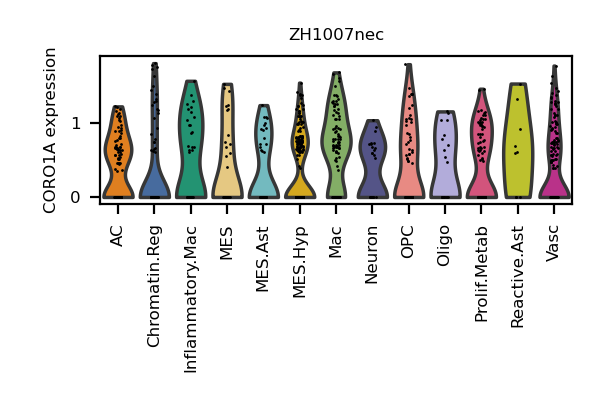 ZH1007nec
CORO1A expression
1
0
AC
Chromatin.Reg
Inflammatory.Mac
MES
MES.Ast
MES.Hyp
Mac
Neuron
OPC
Oligo
Prolif.Metab
Reactive.Ast
Vasc